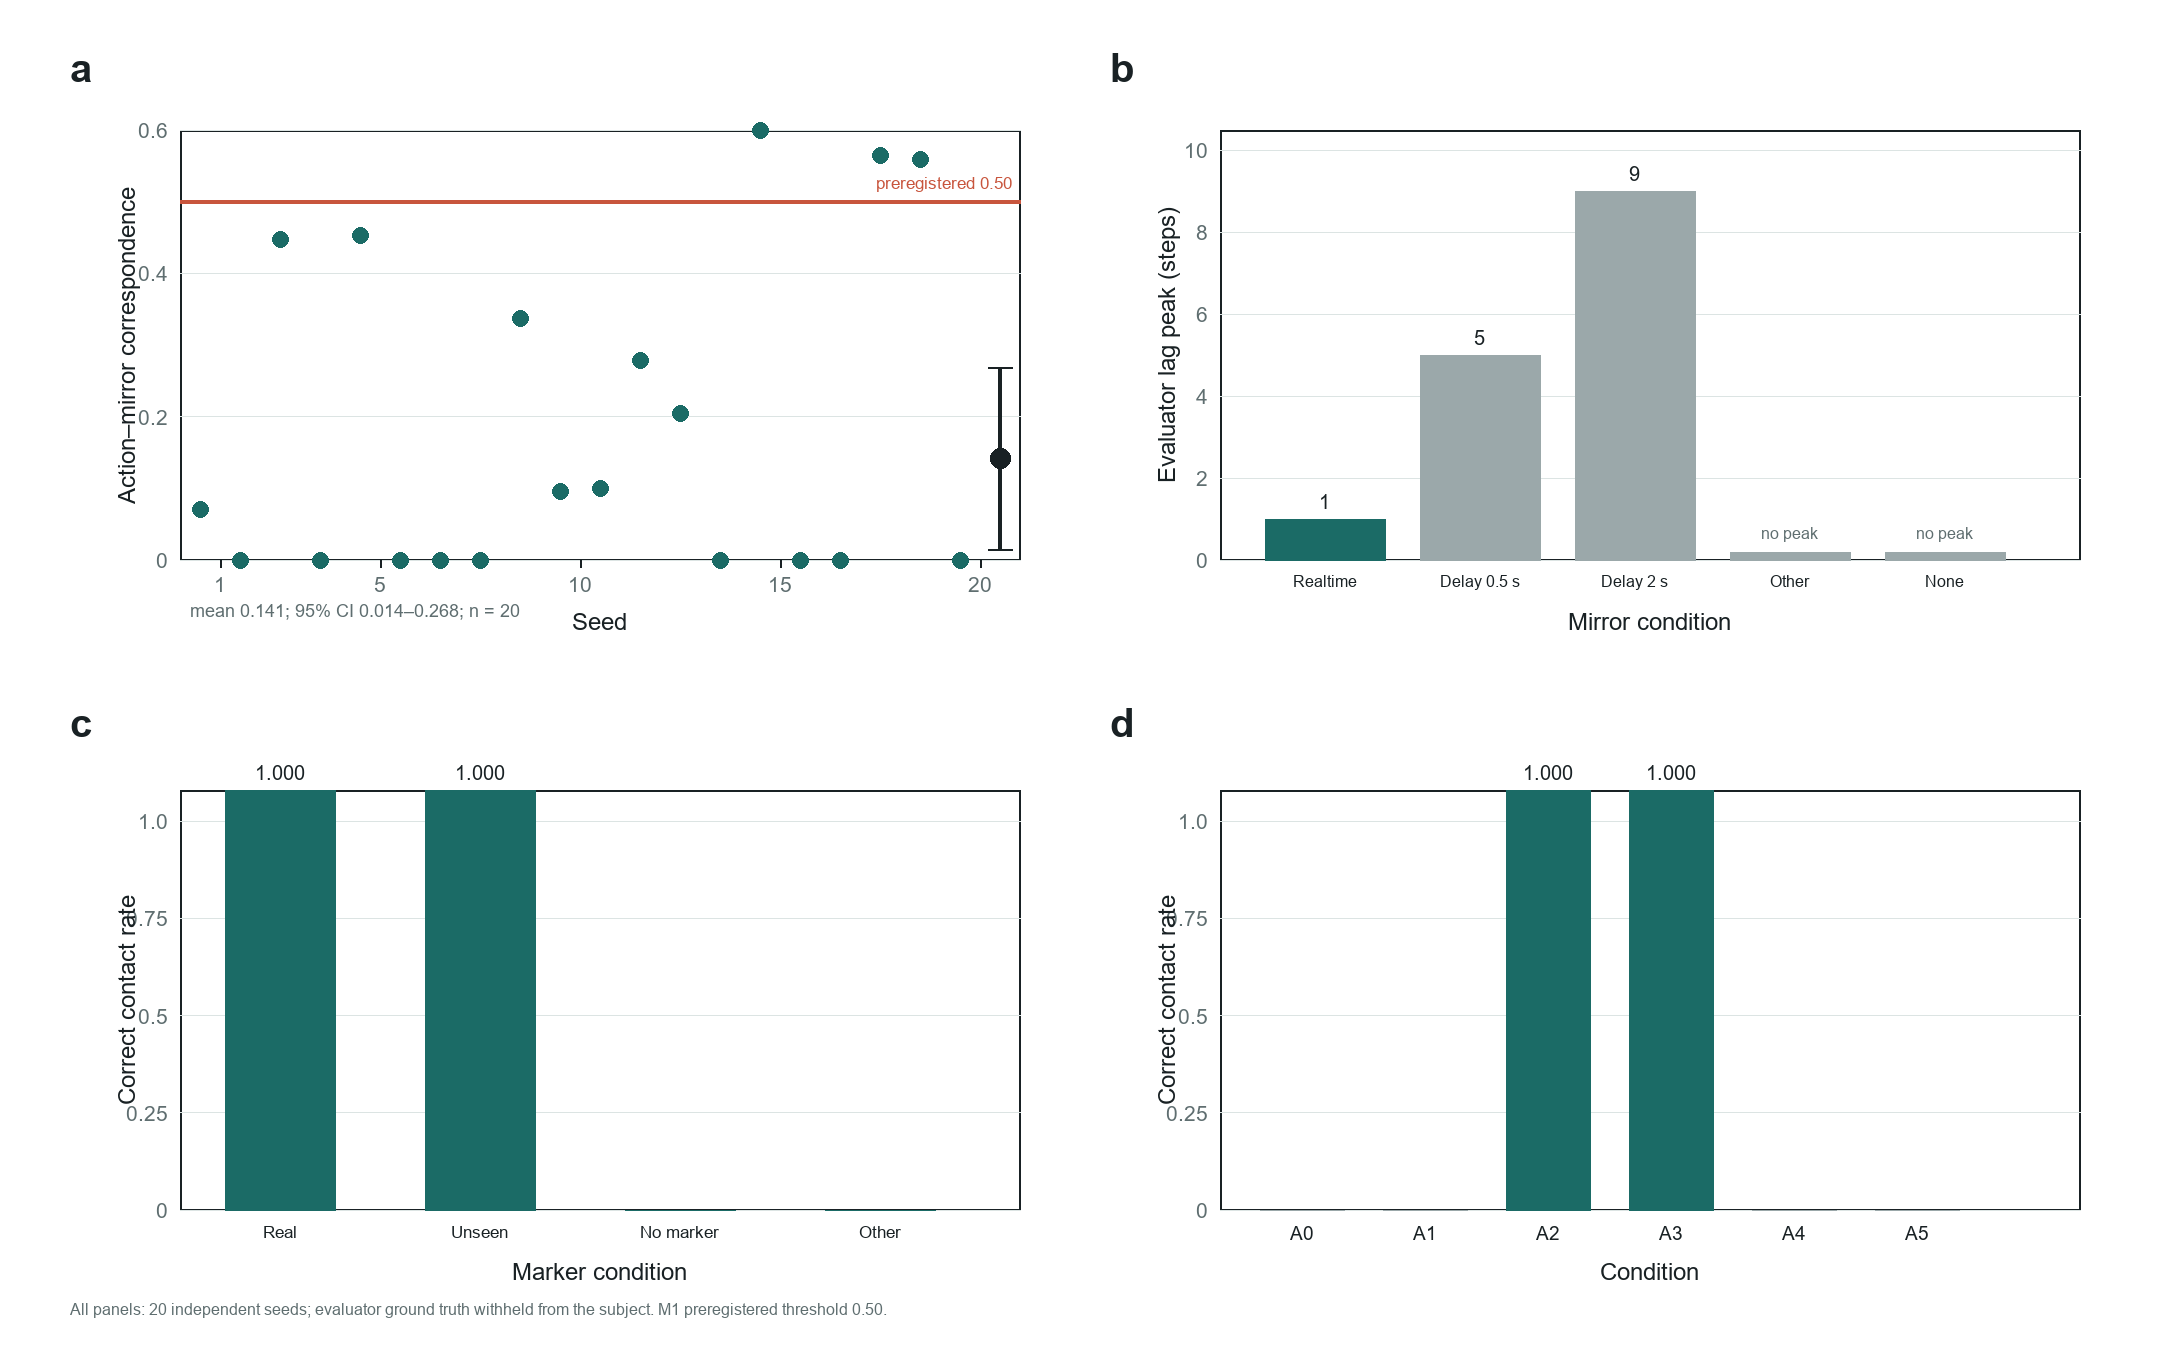 a
0.6
0.4
0.2
0
Action–mirror correspondence
preregistered 0.50
1 5 10 15 20
mean 0.141; 95% CI 0.014–0.268; n = 20
Seed
b
10
8
6
4
2
0
Evaluator lag peak (steps)
1
5
9
no peak
no peak
Realtime Delay 0.5 s Delay 2 s Other None
Mirror condition
c
1.000 1.000
1.0
0.75
0.5
0.25
0
Correct contact rate
Real Unseen No marker Other
Marker condition
d
1.000 1.000
1.0
0.75
0.5
0.25
0
Correct contact rate
A0 A1 A2 A3 A4 A5
Condition
All panels: 20 independent seeds; evaluator ground truth withheld from the subject. M1 preregistered threshold 0.50.